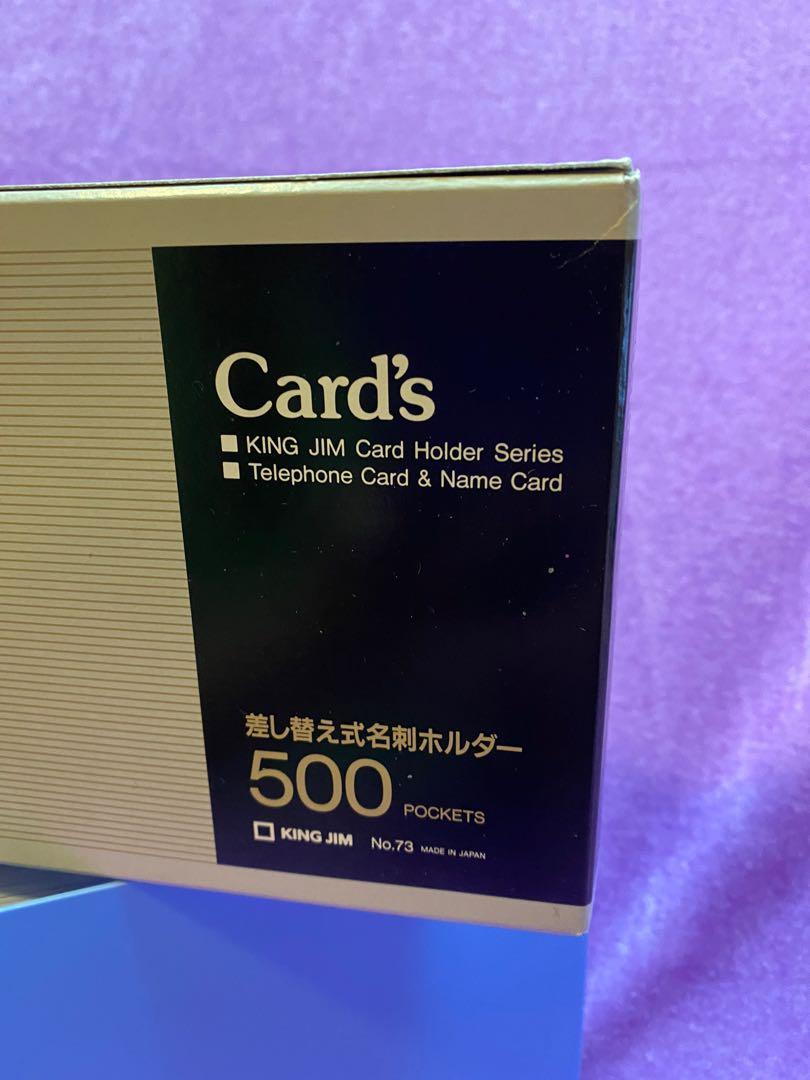 Card's
■ KING JIM Card Holder Series
■ Telephone Card & Name Card
差し替え式名刺ホルダー
500 POCKETS
KING JIM No.73 MADE IN JAPAN